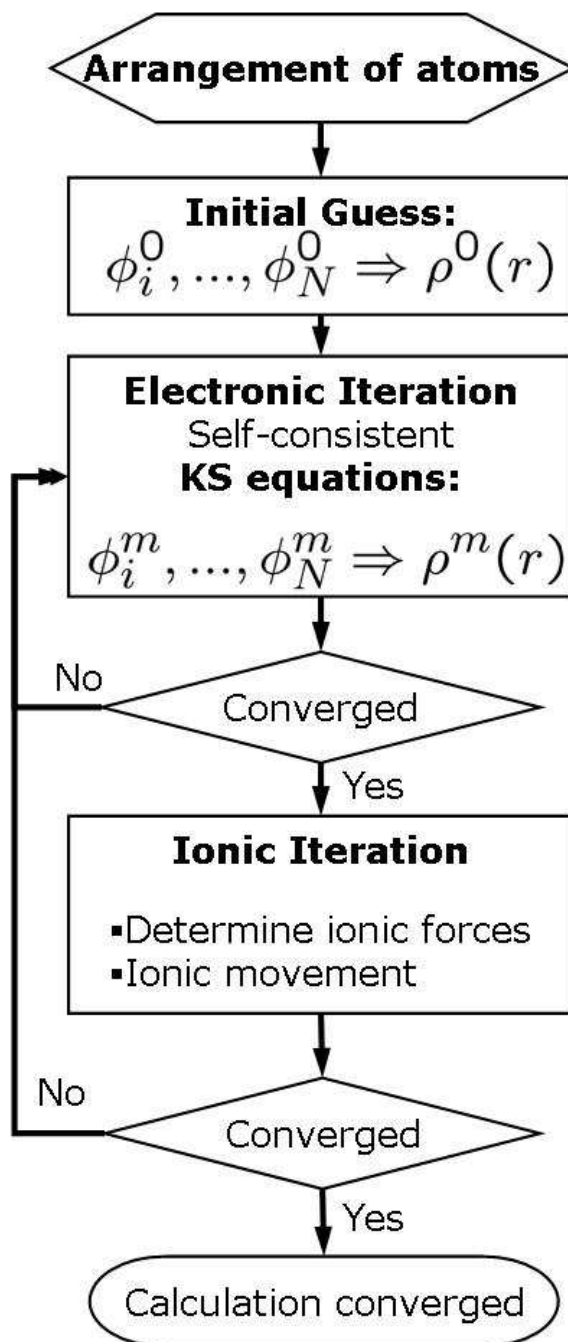 Arrangement of atoms
Initial Guess:
ϕ_i^0, ..., ϕ_N^0 ⇒ ρ^0(r)
Electronic Iteration
Self-consistent
KS equations:
ϕ_i^m, ..., ϕ_N^m ⇒ ρ^m(r)
No
Converged
Yes
Ionic Iteration
▪Determine ionic forces
▪Ionic movement
No
Converged
Yes
Calculation converged